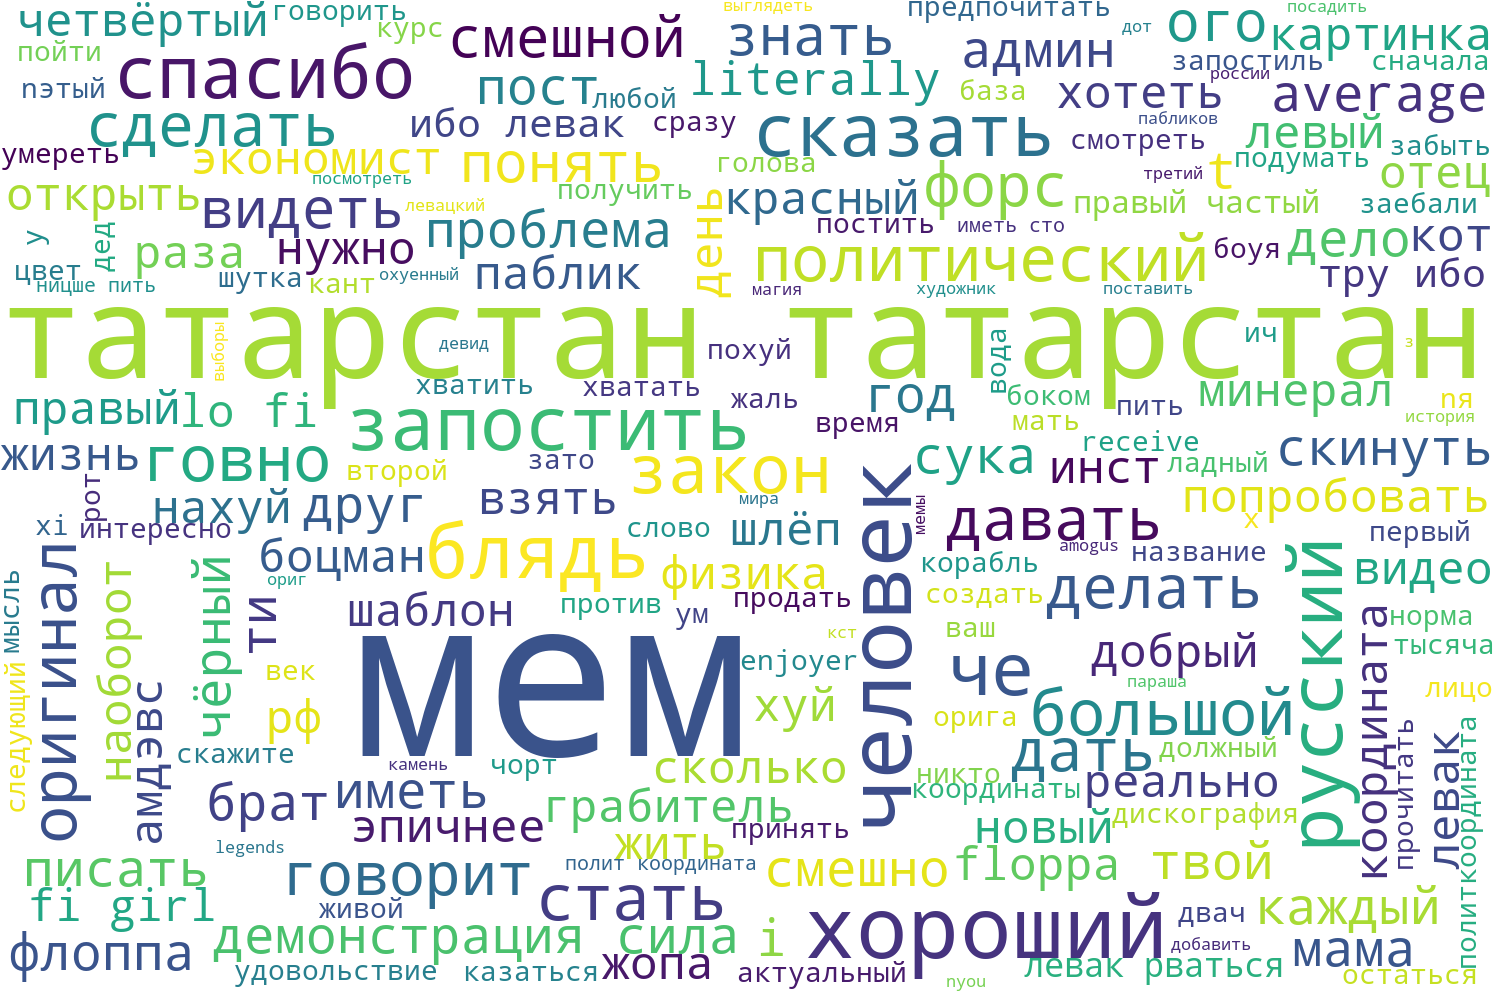 четвёртый
говорить
курс
смешной
выглядеть
предпочитать
посадить
дот
ого
картинка
пойти
спасибо
знать
админ
запостиль
сначала
nэтый
пост
любой
literally
база
хотеть
россии
average
сделать
ибо левак
сразу
сказать
пабликов
смотреть
левый
забыть
умереть
экономист
понять
голова
третий
t
подумать
отец
открыть
посмотреть
получить
красный
форс
правый частый
заебали
видеть
левацкий
день
постить
иметь сто
у
дед
раза
нужно
проблема
политический
боуя
дело
кот
цвет
ницше пить
шутка
кант
охуенный
паблик
магия
художник
поставить
тру ибо
татарстан татарстан
выборы
девид
похуй
вода
ич
з
правый
lo fi
хватить
хватать
жаль
год
боком
пить
минерал
nя
запостить
время
мать
история
жизнь
говно
второй
зато
закон
сука
receive
инст
ладный
скинуть
рот
нахуй
друг
взять
мира
человек
мемы
давать
попробовать
xi
интересно
слово
шлёп
x
первый
боцман
блядь
физика
amogus
название
корабль
русский
видео
мысль
оригинал
наоборот
чёрный
ти
ориг
шаблон
против
ум
продать
создать
делать
координата
норма
мем
кст
ваш
тысяча
следующий
амдэвс
век
рф
enjoyer
че
добрый
параша
лицо
хуй
орига
большой
скажите
камень
чорт
сколько
никто
дать
должный
прочитать
левак
политкоордината
брат
иметь
грабитель
координаты
реально
эпичнее
жить
принять
новый
дискография
legends
писать
говорит
полит координата
смешно
floppa
твой
fi girl
живой
стать
хороший
двач
каждый
флоппа
демонстрация сила
i
добавить
мама
удовольствие
казаться
жопа
актуальный
nyou
левак рваться
остаться